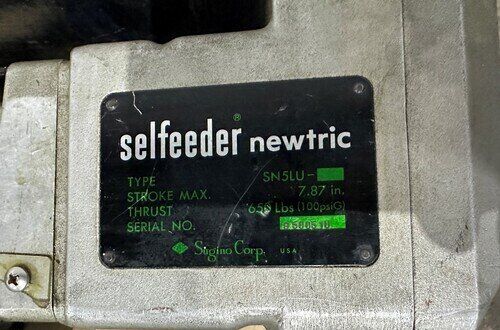 selfeeder® newtric
TYPE SN5LU-
STROKE MAX. 7.87 in.
THRUST 650 Lbs (100psiG)
SERIAL NO.
Sugino Corp. USA